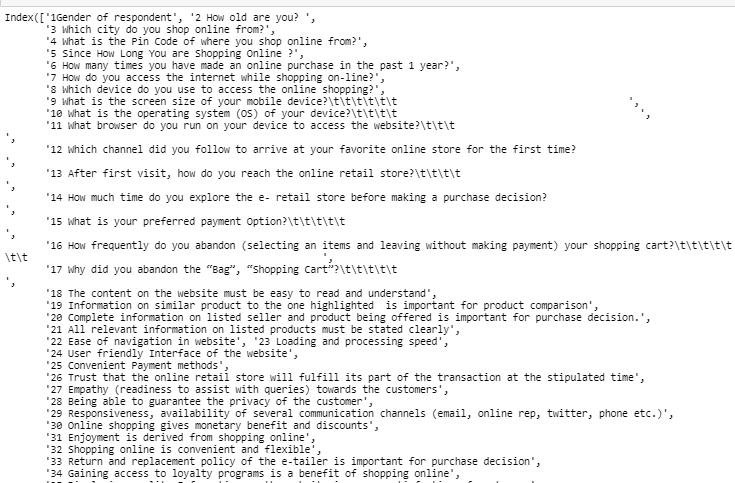 Index(['1Gender of respondent', '2 How old are you? ',
'3 Which city do you shop online from?',
'4 What is the Pin Code of where you shop online from?',
'5 Since How Long You are Shopping Online ?',
'6 How many times you have made an online purchase in the past 1 year?',
'7 How do you access the internet while shopping on-line?',
'8 Which device do you use to access the online shopping?',
'9 What is the screen size of your mobile device?\t\t\t\t\t\t ',
'10 What is the operating system (OS) of your device?\t\t\t\t ',
'11 What browser do you run on your device to access the website?\t\t\t
',
'12 Which channel did you follow to arrive at your favorite online store for the first time?
',
'13 After first visit, how do you reach the online retail store?\t\t\t\t
',
'14 How much time do you explore the e- retail store before making a purchase decision?
',
'15 What is your preferred payment Option?\t\t\t\t\t
',
'16 How frequently do you abandon (selecting an items and leaving without making payment) your shopping cart?\t\t\t\t\t
\t\t ',
'17 Why did you abandon the “Bag”, “Shopping Cart”?\t\t\t\t\t
',
'18 The content on the website must be easy to read and understand',
'19 Information on similar product to the one highlighted  is important for product comparison',
'20 Complete information on listed seller and product being offered is important for purchase decision.',
'21 All relevant information on listed products must be stated clearly',
'22 Ease of navigation in website', '23 Loading and processing speed',
'24 User friendly Interface of the website',
'25 Convenient Payment methods',
'26 Trust that the online retail store will fulfill its part of the transaction at the stipulated time',
'27 Empathy (readiness to assist with queries) towards the customers',
'28 Being able to guarantee the privacy of the customer',
'29 Responsiveness, availability of several communication channels (email, online rep, twitter, phone etc.)',
'30 Online shopping gives monetary benefit and discounts',
'31 Enjoyment is derived from shopping online',
'32 Shopping online is convenient and flexible',
'33 Return and replacement policy of the e-tailer is important for purchase decision',
'34 Gaining access to loyalty programs is a benefit of shopping online',